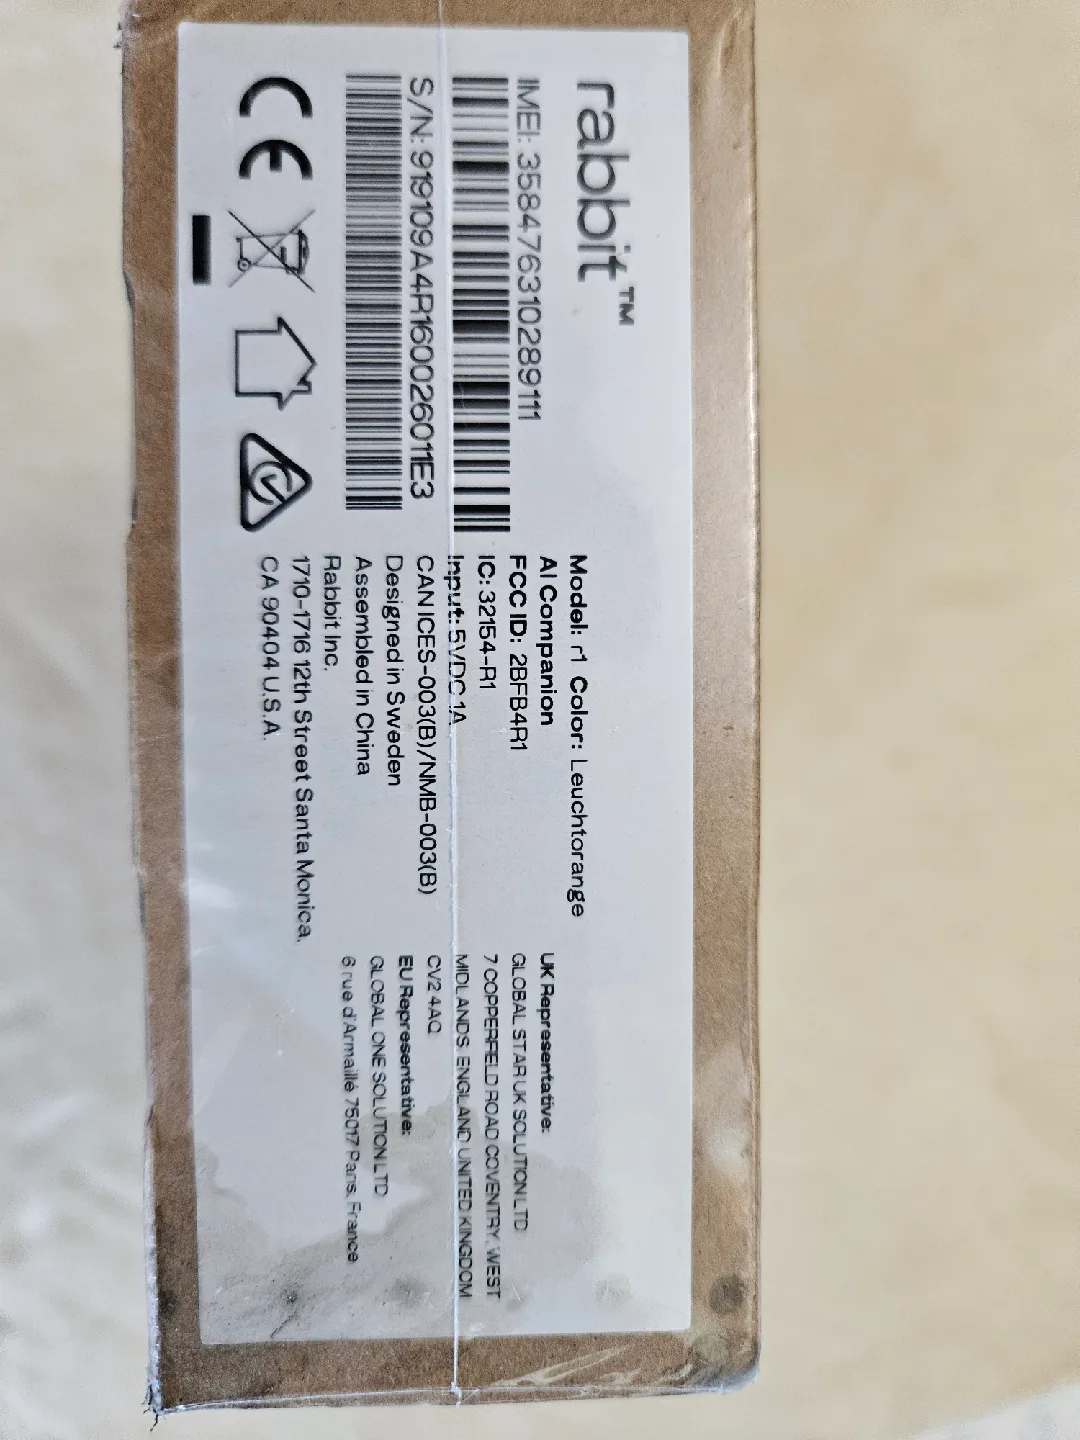 rabbit™
IMEI: 358476310289111
S/N: 919109A4R16002601 1E3
Model: r1 Color: Leuchtorange
AI Companion
FCC ID: 2BFB4R1
IC: 32154-R1
Input: 5VDC 1A
CAN ICES-003(B)/NMB-003(B)
Designed in Sweden
Assembled in China
Rabbit Inc.
1710-1716 12th Street Santa Monica,
CA 90404 U.S.A.
UK Representative:
GLOBAL STAR UK SOLUTION LTD
7 COPPERFIELD ROAD COVENTRY, WEST
MIDLANDS, ENGLAND UNITED KINGDOM
CV2 4AQ
EU Representative:
GLOBAL ONE SOLUTION LTD
6 rue d'Armaillé 75017 Paris, France